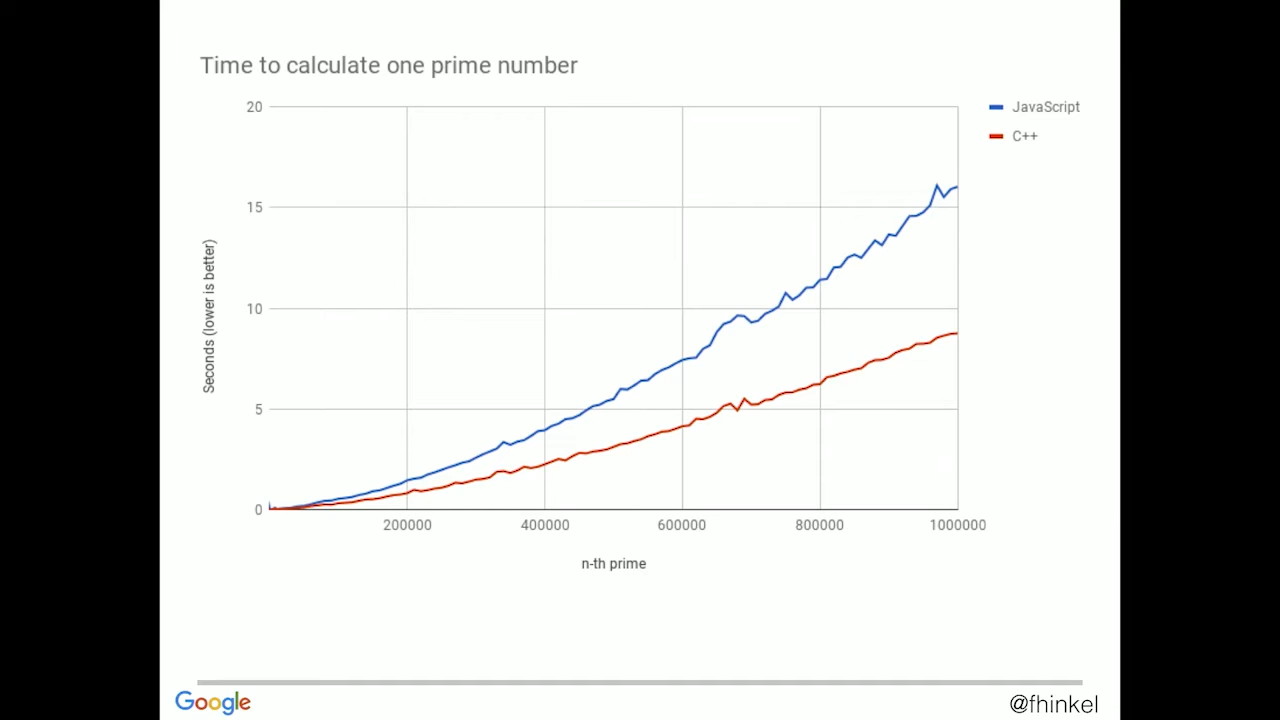 Time to calculate one prime number
20
15
10
5
0
Seconds (lower is better)
200000
400000
600000
800000
1000000
n-th prime
JavaScript
C++
Google
@fhinkel